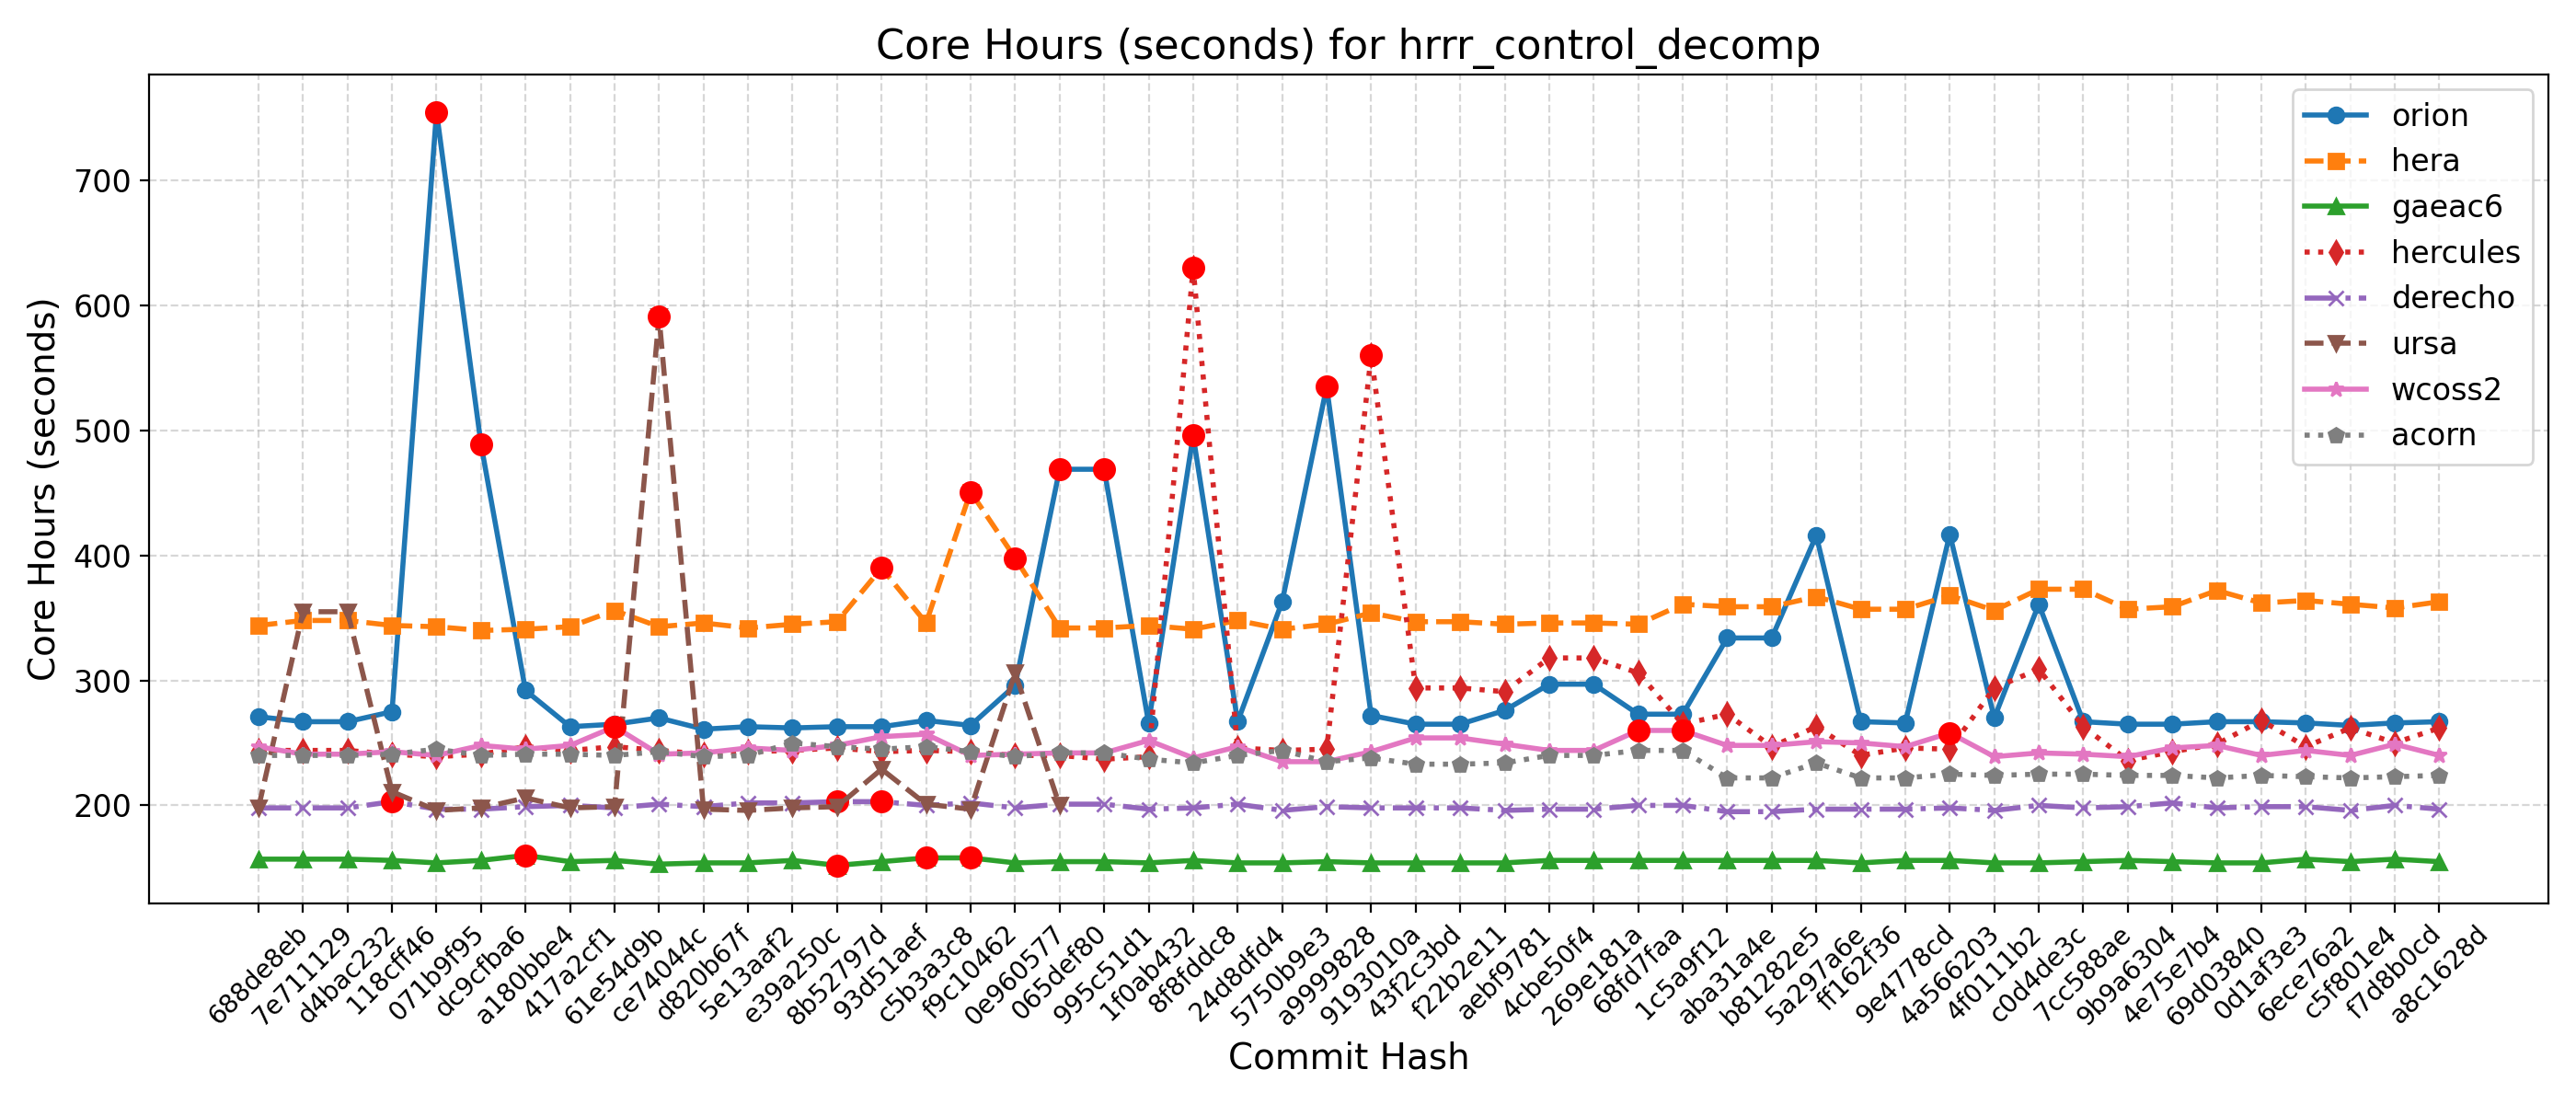 Core Hours (seconds) for hrrr_control_decomp
Core Hours (seconds)
700
600
500
400
300
200
orion
hera
gaeac6
hercules
derecho
ursa
wcoss2
acorn
688de8eb
7e711129
d4bac232
118cff46
071b9f95
dc9cfba6
a180bbe4
417a2cf1
61e54d9b
ce74044c
d820b67f
5e13aaf2
e39a250c
8b52797d
93d51aef
c5b3a3c8
f9c10462
0e960577
065def80
995c51d1
1f0ab432
8f8fddc8
24d8dfd4
5750b9e3
a9999828
9193010a
43f2c3bd
f22b2e11
aebf9781
4cbe50f4
269e181a
68fd7faa
1c5a9f12
aba31a4e
b81282e5
5a297a6e
ff162f36
9e4778cd
4a566203
4f0111b2
c0d4de3c
7cc588ae
9b9a6304
4e75e7b4
69d03840
0d1af3e3
6ece76a2
c5f801e4
f7d8b0cd
a8c1628d
Commit Hash